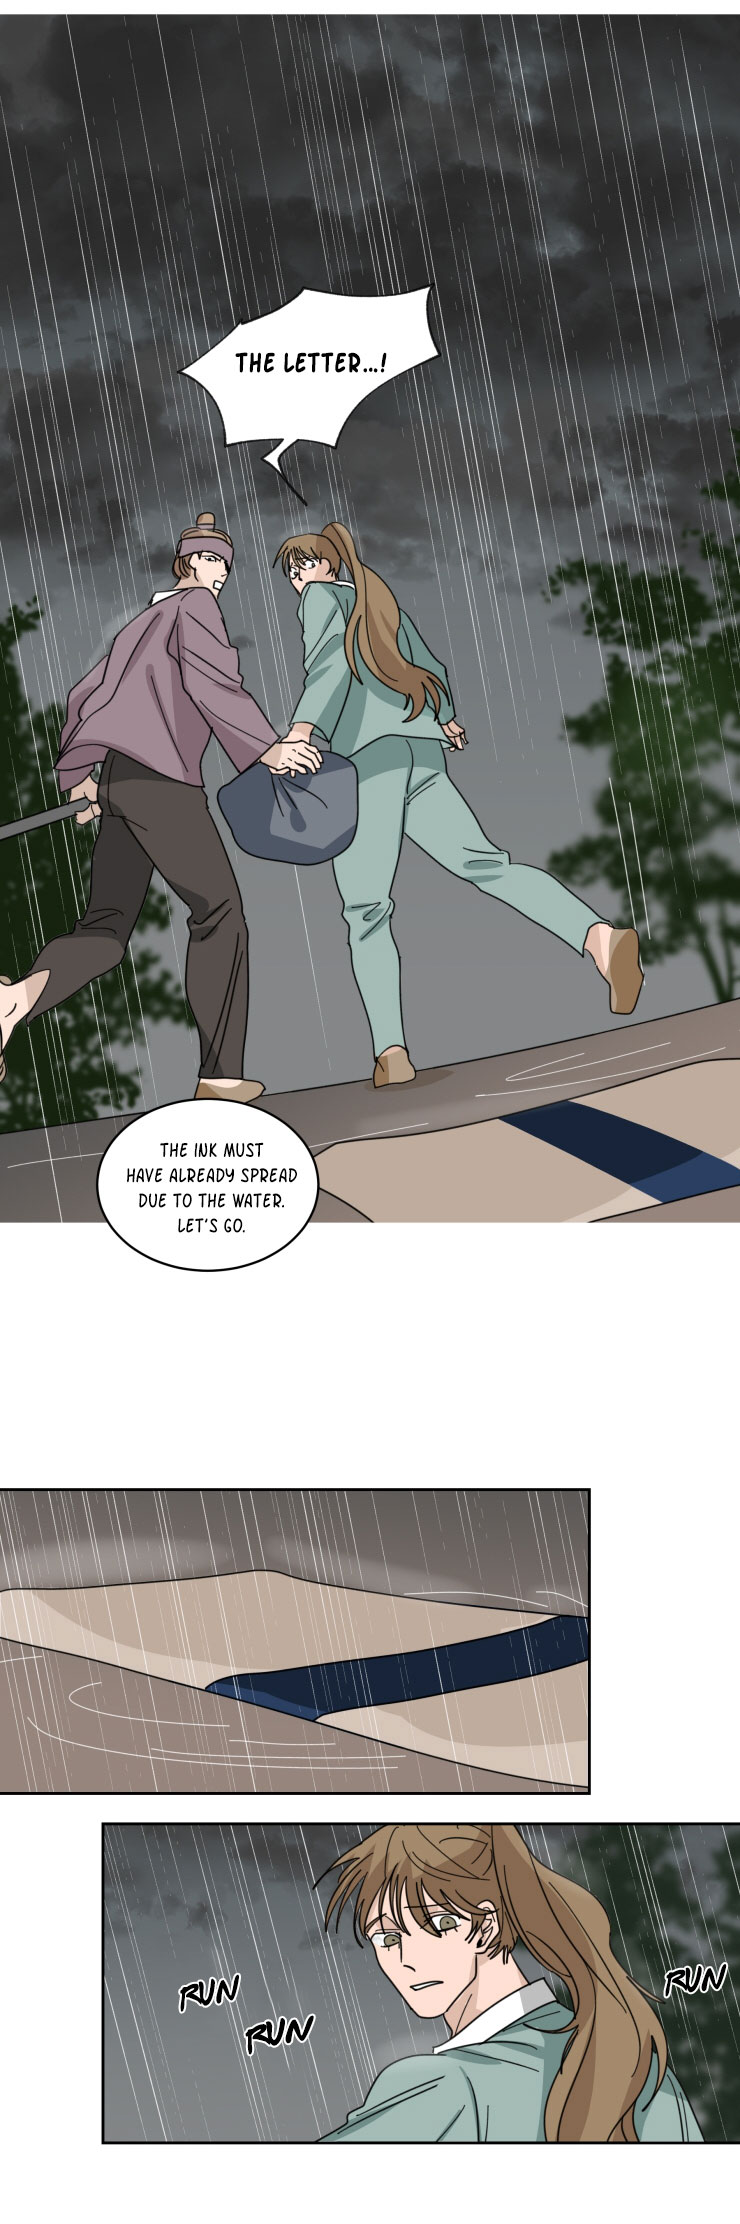 THE LETTER...!
THE INK MUST
HAVE ALREADY SPREAD
DUE TO THE WATER.
LET'S GO.
RUN
RUN
RUN